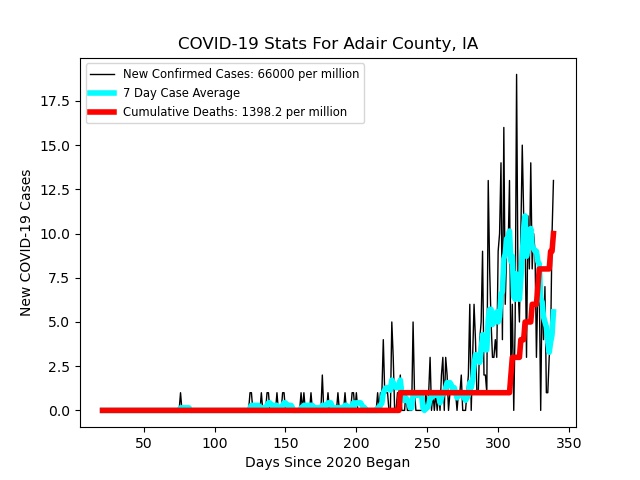 COVID-19 Stats For Adair County, IA
New Confirmed Cases: 66000 per million
7 Day Case Average
Cumulative Deaths: 1398.2 per million
New COVID-19 Cases
17.5
15.0
12.5
10.0
7.5
5.0
2.5
0.0
50 100 150 200 250 300 350
Days Since 2020 Began